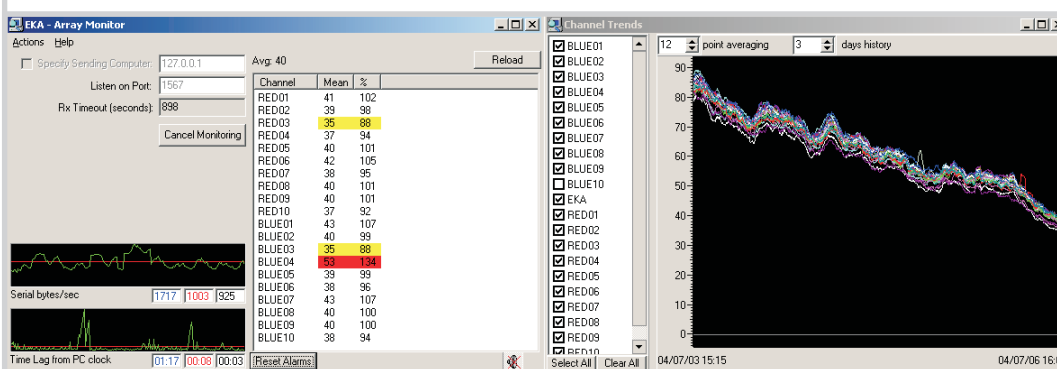 EKA - Array Monitor
Actions Help
Specify Sending Computer: 127.0.0.1
Listen on Port: 1567
Rx Timeout (seconds): 898
Cancel Monitoring
Serial bytes/sec 1717 1003 925
Time Lag from PC clock 01:17 00:08 00:03
Avg: 40 Reload
Channel Mean %
RED01 41 102
RED02 39 98
RED03 35 88
RED04 37 94
RED05 40 101
RED06 42 105
RED07 38 95
RED08 40 101
RED09 40 101
RED10 37 92
BLUE01 43 107
BLUE02 40 99
BLUE03 35 88
BLUE04 53 134
BLUE05 39 99
BLUE06 38 96
BLUE07 43 107
BLUE08 40 100
BLUE09 40 100
BLUE10 38 94
Reset Alarms
Channel Trends
BLUE01
BLUE02
BLUE03
BLUE04
BLUE05
BLUE06
BLUE07
BLUE08
BLUE09
BLUE10
EKA
RED01
RED02
RED03
RED04
RED05
RED06
RED07
RED08
RED09
RED10
Select All Clear All
12 point averaging 3 days history
90
80
70
60
50
40
30
20
10
0
04/07/03 15:15 04/07/06 16:0